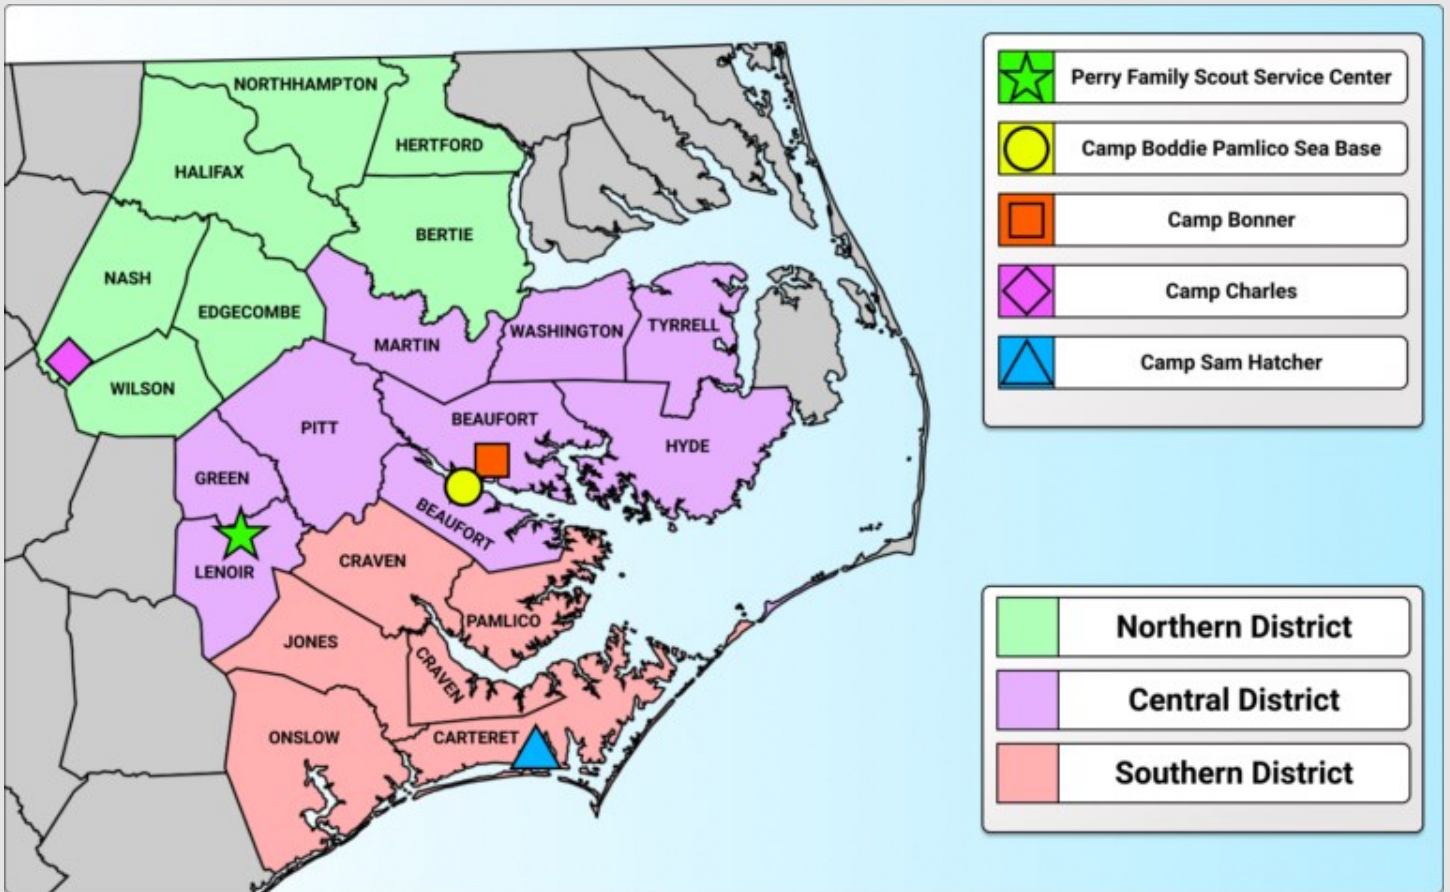 NORTHHAMPTON
HERTFORD
HALIFAX
BERTIE
NASH
EDGECOMBE
WASHINGTON
TYRRELL
MARTIN
WILSON
BEAUFORT
PITT
HYDE
GREEN
BEAUFORT
CRAVEN
LENOIR
PAMLICO
JONES
CRAVEN
ONSLOW
CARTERET
Perry Family Scout Service Center
Camp Boddie Pamlico Sea Base
Camp Bonner
Camp Charles
Camp Sam Hatcher
Northern District
Central District
Southern District